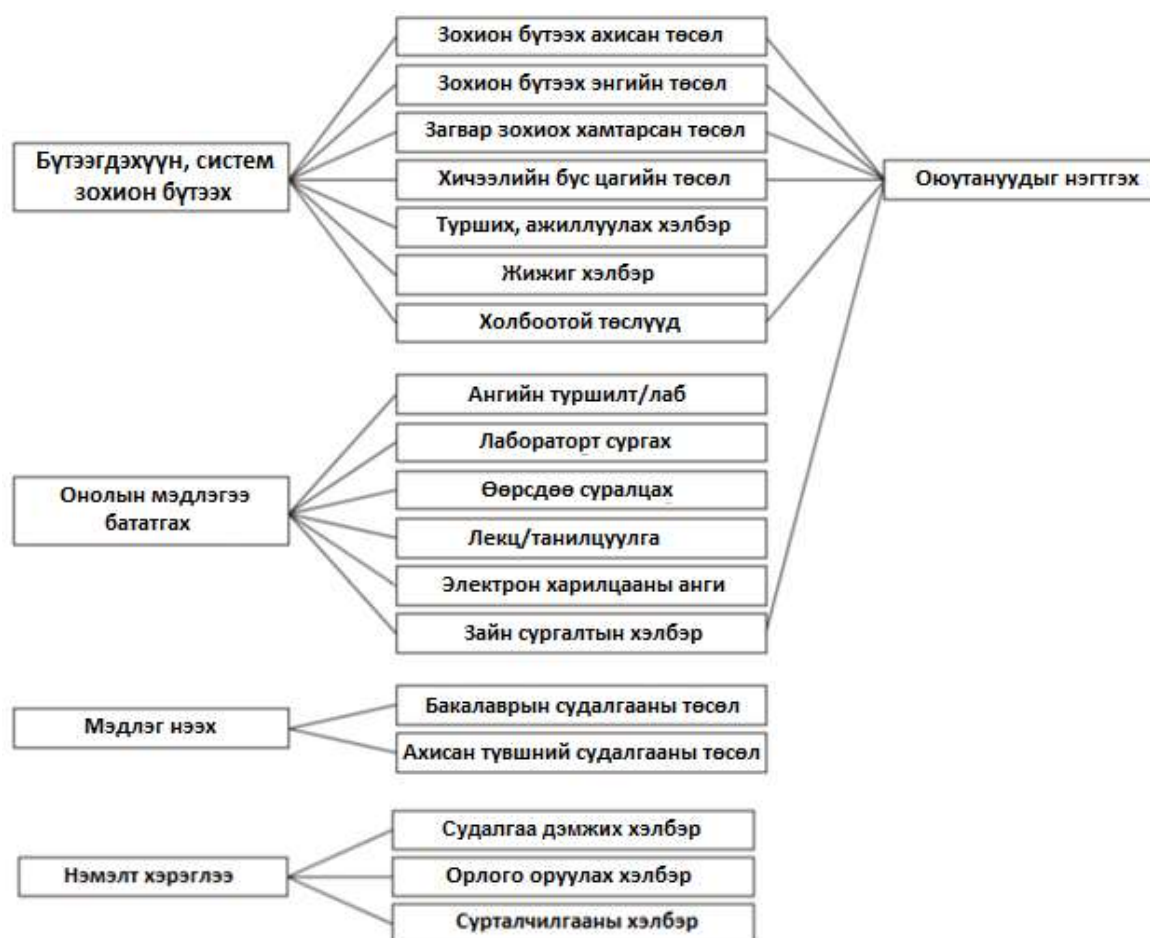 Зохион бүтээх ахисан төсөл
Зохион бүтээх энгийн төсөл
Загвар зохиох хамтарсан төсөл
Бүтээгдэхүүн, систем
зохион бүтээх
Хичээлийн бус цагийн төсөл
Оюутануудыг нэгтгэх
Турших, ажиллуулах хэлбэр
Жижиг хэлбэр
Холбоотой төслүүд
Ангийн туршилт/лаб
Лабораторт сургах
Онолын мэдлэгээ
бататгах
Өөрсдөө суралцах
Лекц/танилцуулга
Электрон харилцааны анги
Зайн сургалтын хэлбэр
Мэдлэг нээх
Бакалаврын судалгааны төсөл
Ахисан түвшний судалгааны төсөл
Судалгаа дэмжих хэлбэр
Нэмэлт хэрэглээ
Орлого оруулах хэлбэр
Сурталчилгааны хэлбэр